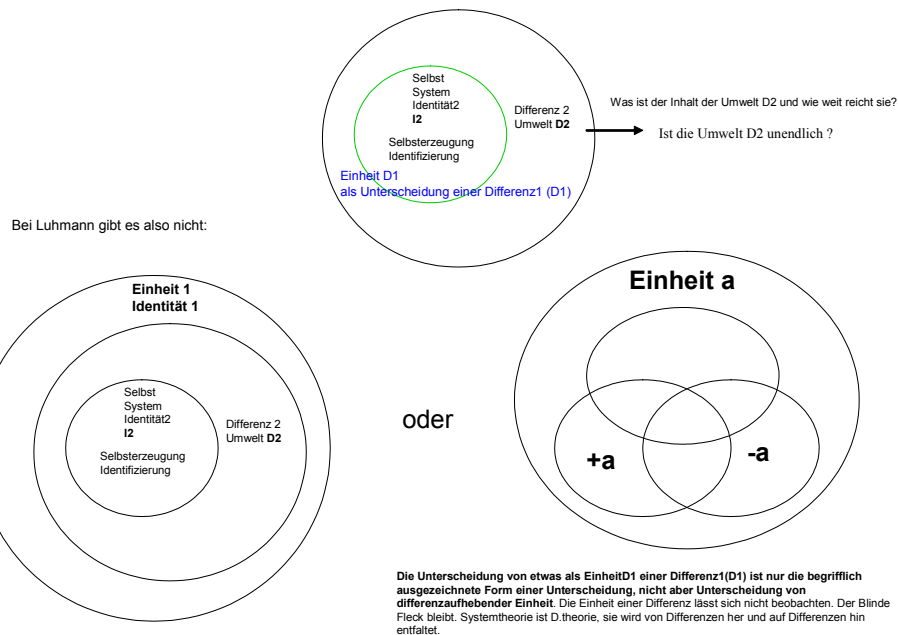 Selbst
System
Identität2
I2
Selbsterzeugung
Identifizierung
Differenz 2
Umwelt D2
Einheit D1
als Unterscheidung einer Differenz1 (D1)
Was ist der Inhalt der Umwelt D2 und wie weit reicht sie?
Ist die Umwelt D2 unendlich ?
Bei Luhmann gibt es also nicht:
Einheit 1
Identität 1
Selbst
System
Identität2
I2
Selbsterzeugung
Identifizierung
Differenz 2
Umwelt D2
oder
Einheit a
+a
-a
Die Unterscheidung von etwas als EinheitD1 einer Differenz1(D1) ist nur die begrifflich
ausgezeichnete Form einer Unterscheidung, nicht aber Unterscheidung von
differenzaufhebender Einheit. Die Einheit einer Differenz lässt sich nicht beobachten. Der Blinde
Fleck bleibt. Systemtheorie ist D.theorie, sie wird von Differenzen her und auf Differenzen hin
entfaltet.